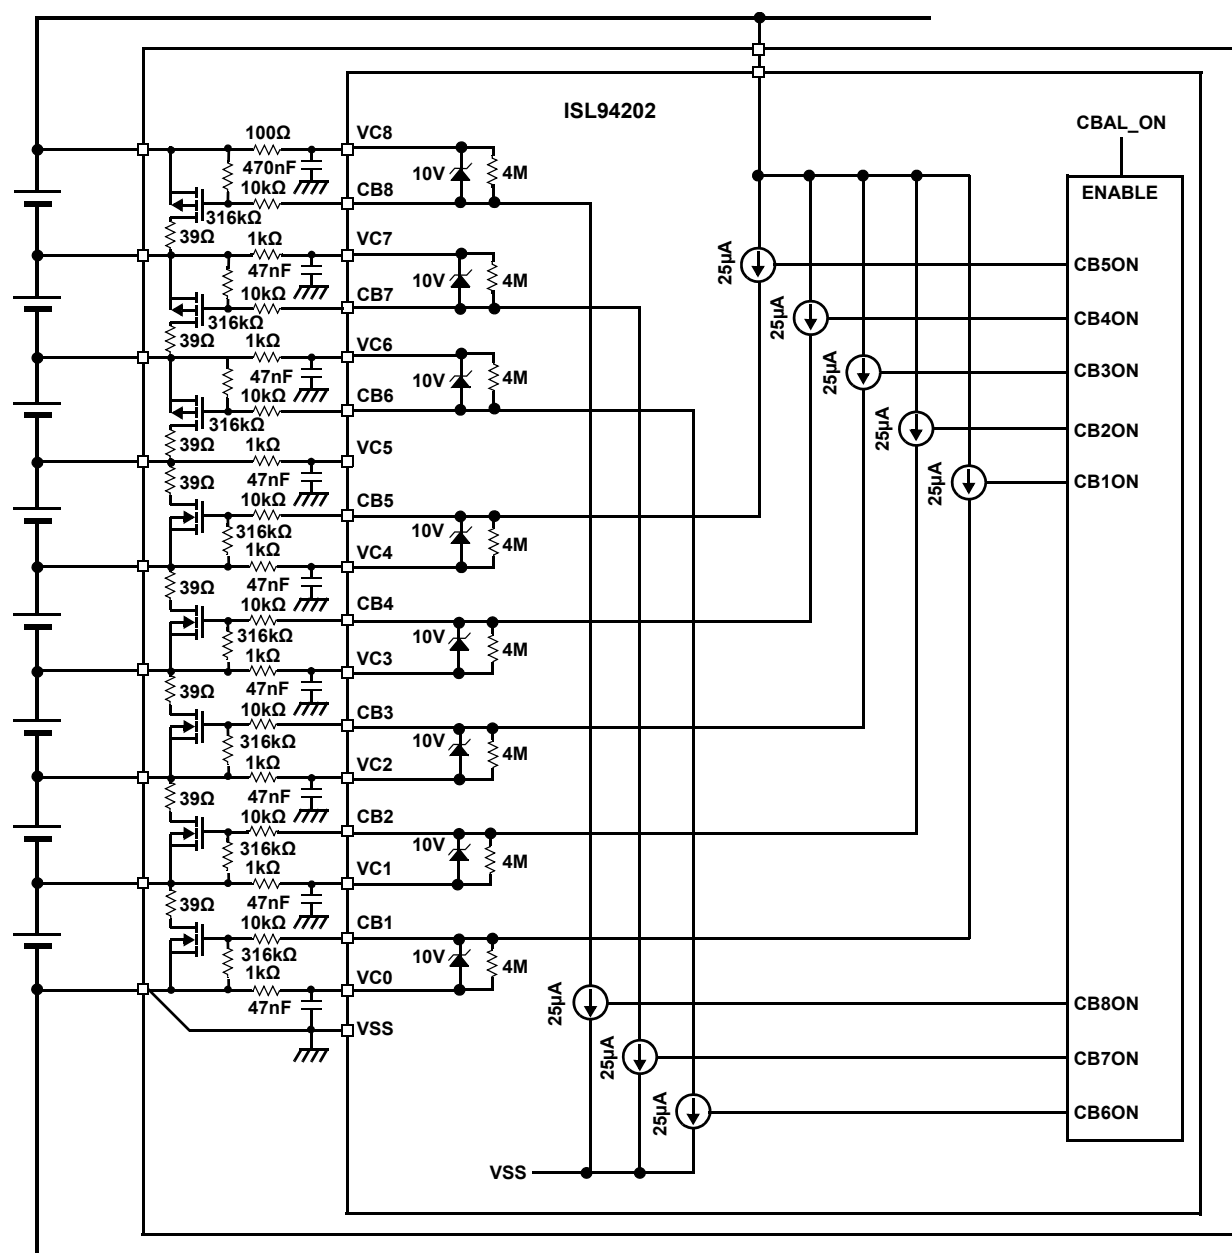 ISL94202
CBAL_ON
ENABLE
100Ω
VC8
470nF
10V
4M
10kΩ
CB8
316kΩ
39Ω
1kΩ
VC7
47nF
10V
4M
10kΩ
CB7
316kΩ
39Ω
1kΩ
VC6
47nF
10V
4M
10kΩ
CB6
316kΩ
39Ω
1kΩ
VC5
47nF
39Ω
10kΩ
CB5
316kΩ
10V
4M
1kΩ
VC4
47nF
39Ω
10kΩ
CB4
316kΩ
10V
4M
1kΩ
VC3
47nF
39Ω
10kΩ
CB3
316kΩ
10V
4M
1kΩ
VC2
47nF
39Ω
10kΩ
CB2
316kΩ
10V
4M
1kΩ
VC1
47nF
39Ω
10kΩ
CB1
316kΩ
10V
4M
1kΩ
VC0
47nF
VSS
25µA
CB5ON
25µA
CB4ON
25µA
CB3ON
25µA
CB2ON
25µA
CB1ON
25µA
CB8ON
25µA
CB7ON
25µA
CB6ON
VSS